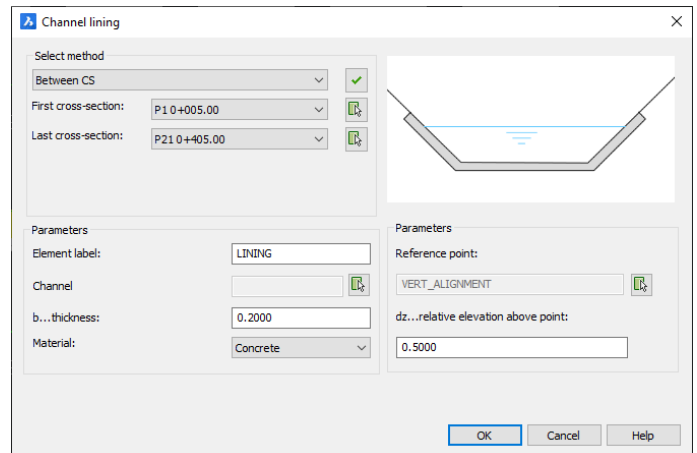 Channel lining
Select method
Between CS
First cross-section:
P1 0+005.00
Last cross-section:
P21 0+405.00
Parameters
Element label:
LINING
Channel
b...thickness:
0.2000
Material:
Concrete
Parameters
Reference point:
VERT_ALIGNMENT
dz...relative elevation above point:
0.5000
OK
Cancel
Help